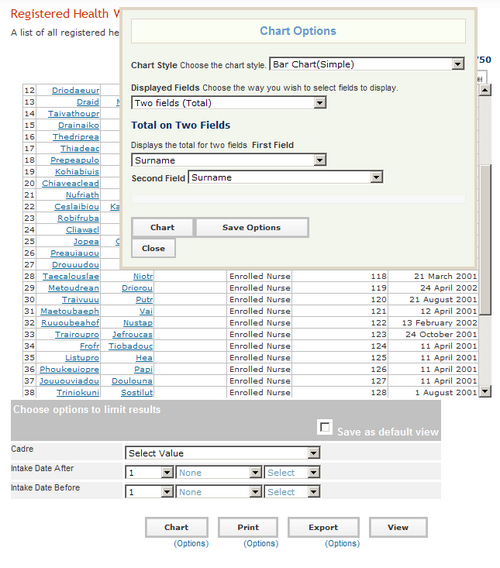 Registered Health W
A list of all registered he
Chart Options
Chart Style Choose the chart style. Bar Chart(Simple)
Displayed Fields Choose the way you wish to select fields to display.
Two fields (Total)
Total on Two Fields
Displays the total for two fields First Field
Surname
Second Field Surname
Chart Save Options
Close
12 Driodaeuur
13 Draid
14 Taivathoupr
15 Drainaiko
16 Thedriprea
17 Thiadeac
18 Prepeapulo
19 Kohiabiuis
20 Chiaveaclead
21 Nufriath
22 Ceslaibiou Ka
23 Robifruba
24 Cliawacl
25 Jopea
26 Preauiauou
27 Drouuudou
28 Taecalouslae Niotr Enrolled Nurse 118 21 March 2001
29 Metoudrean Driorou Enrolled Nurse 119 24 April 2002
30 Traivuuu Putr Enrolled Nurse 120 21 August 2001
31 Maetoubaeph Vai Enrolled Nurse 121 12 April 2001
32 Ruuoubeahof Nustap Enrolled Nurse 122 13 February 2002
33 Trairoupro Jefroucas Enrolled Nurse 123 24 October 2001
34 Frofr Tiobadouc Enrolled Nurse 124 11 April 2001
35 Listupro Hea Enrolled Nurse 125 11 April 2001
36 Phoukeuiopre Papi Enrolled Nurse 126 11 April 2001
37 Jououviadou Doulouna Enrolled Nurse 127 11 April 2001
38 Triniokuni Sostilut Enrolled Nurse 128 1 August 2001
Choose options to limit results
Save as default view
Cadre Select Value
Intake Date After 1 None Select
Intake Date Before 1 None Select
Chart Print Export View
(Options) (Options) (Options)